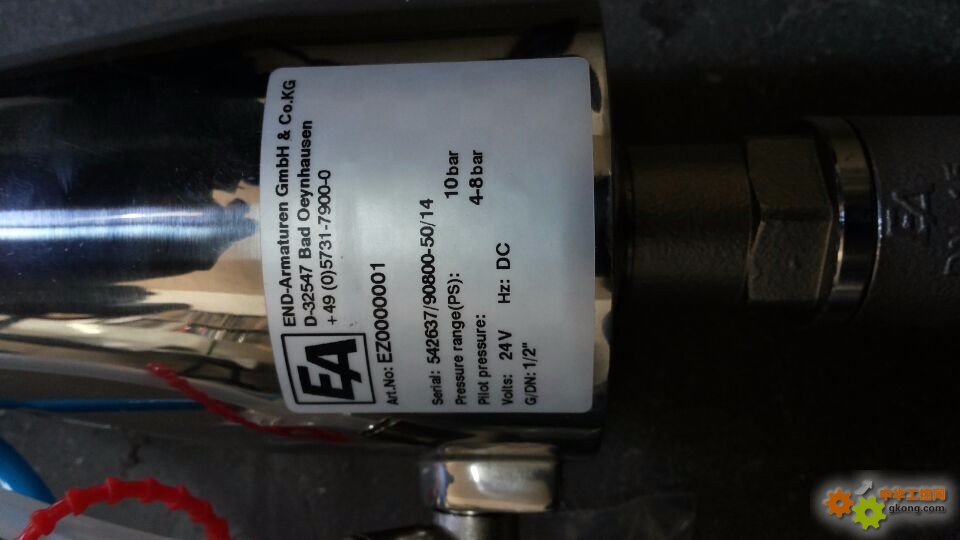 END-Armaturen GmbH & Co.KG
D-32547 Bad Oeynhausen
+49 (0)5731-7900-0
EA
Art.No: EZ0000001
Serial: 542637/90800-50/14
Pressure range(PS): 10bar
Pilot pressure: 4-8bar
Volts: 24V Hz: DC
G/DN: 1/2"
EA
中华工控网
gkong.com